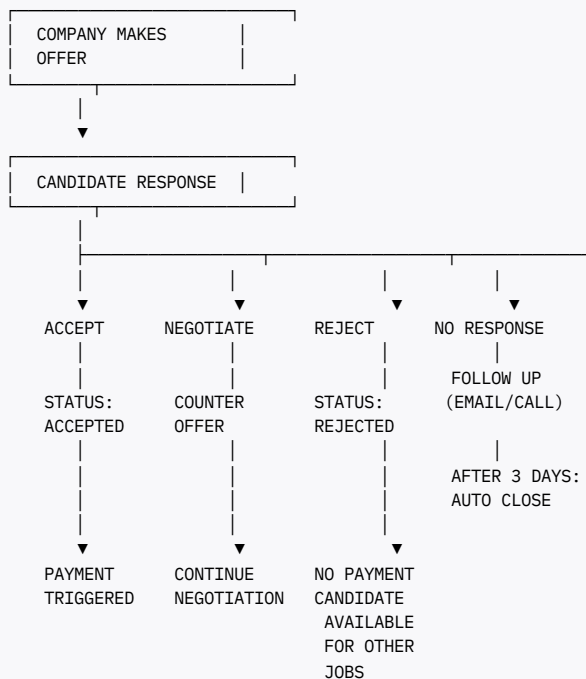 COMPANY MAKES
OFFER
CANDIDATE RESPONSE
ACCEPT NEGOTIATE REJECT NO RESPONSE
FOLLOW UP
STATUS: COUNTER STATUS: (EMAIL/CALL)
ACCEPTED OFFER REJECTED
AFTER 3 DAYS:
AUTO CLOSE
PAYMENT CONTINUE NO PAYMENT
TRIGGERED NEGOTIATION CANDIDATE
AVAILABLE
FOR OTHER
JOBS